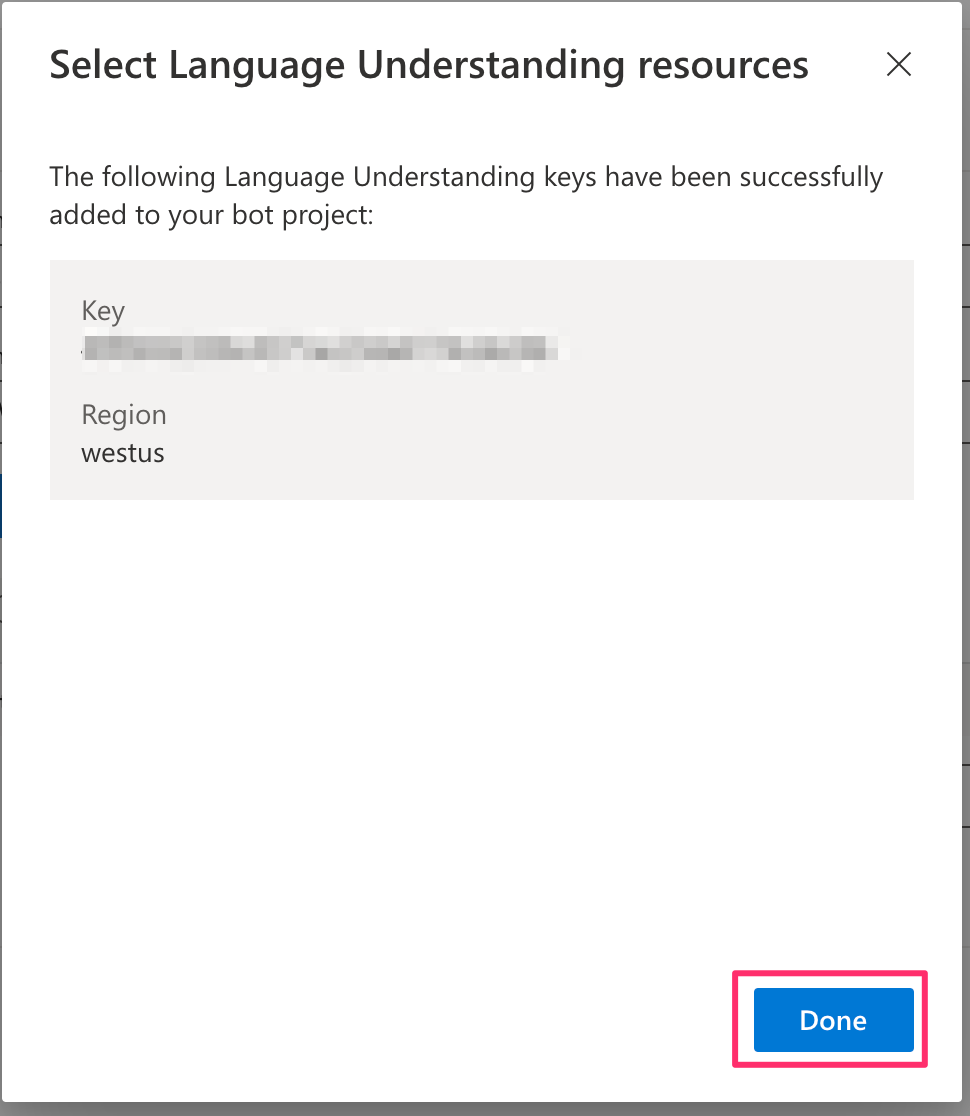 Select Language Understanding resources
The following Language Understanding keys have been successfully
added to your bot project:
Key
Region
westus
Done